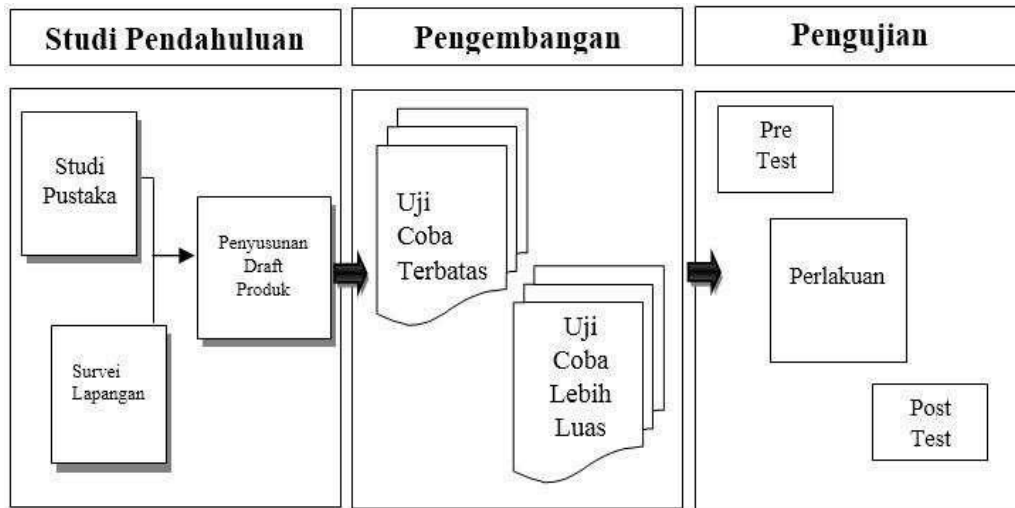 Studi Pendahuluan
Pengembangan
Pengujian
Studi
Pustaka
Survei
Lapangan
Penyusunan
Draft
Produk
Uji
Coba
Terbatas
Uji
Coba
Lebih
Luas
Pre
Test
Perlakuan
Post
Test